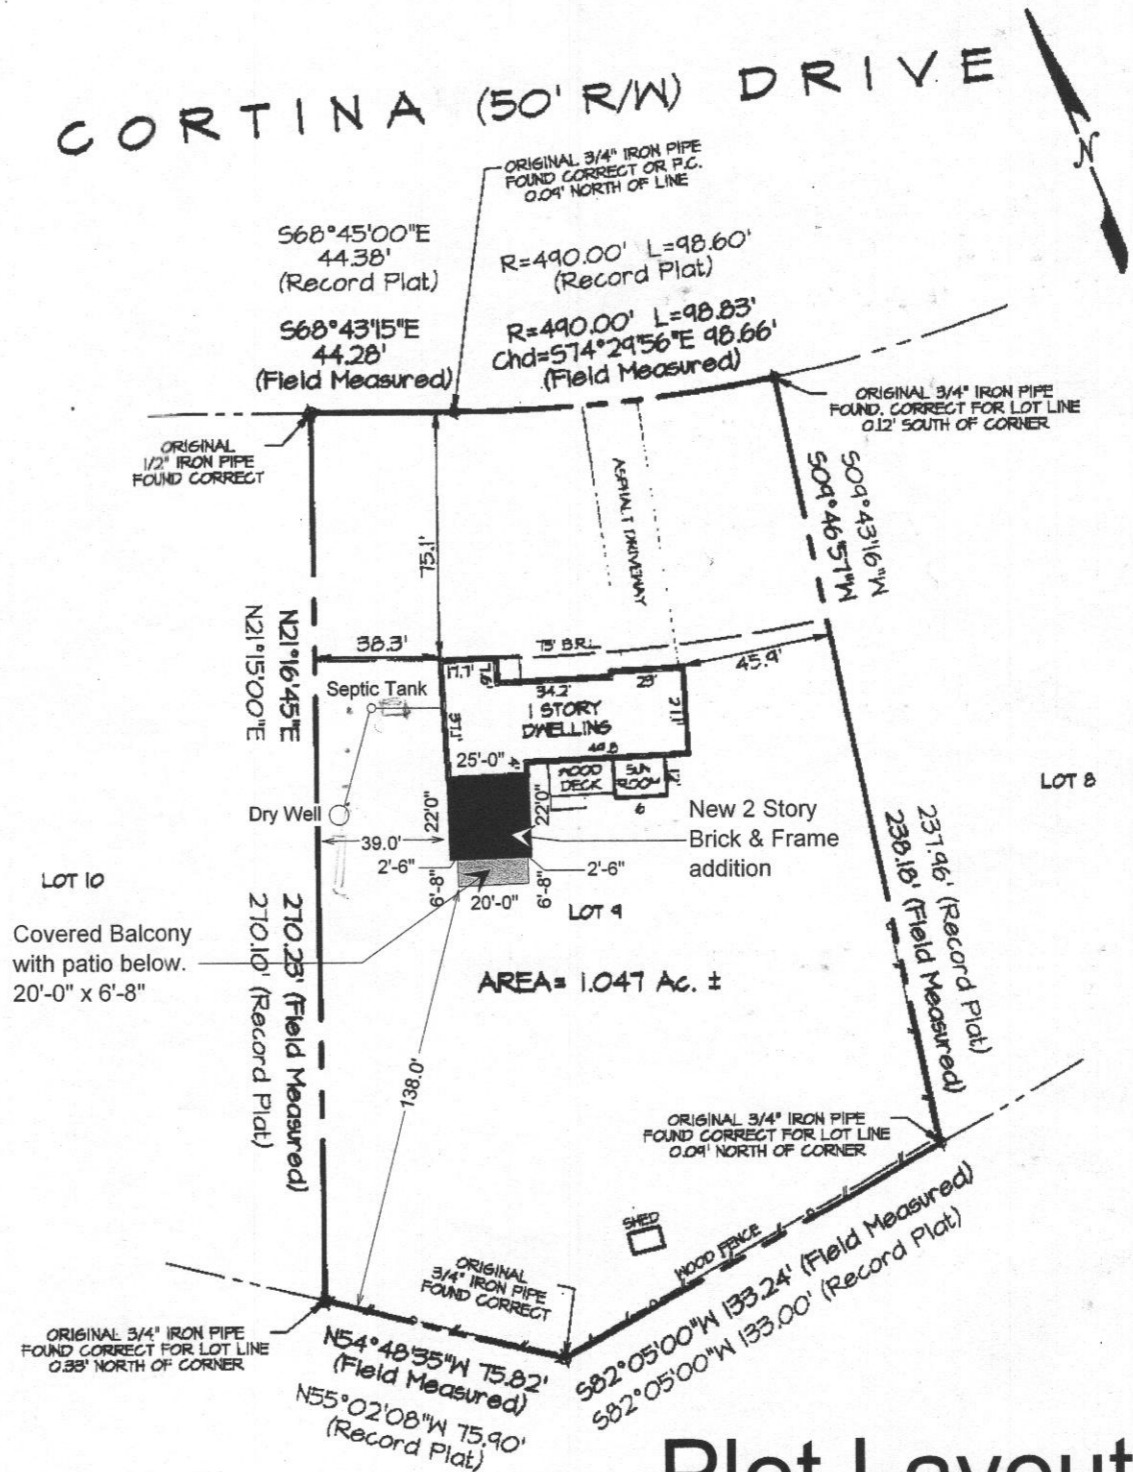 CORTINA (50' R/W) DRIVE
N
ORIGINAL 3/4" IRON PIPE
FOUND CORRECT OR P.C.
0.09' NORTH OF LINE
S68°45'00"E
44.38'
(Record Plat)
R=490.00' L=98.60'
(Record Plat)
S68°43'15"E
44.28'
(Field Measured)
R=490.00' L=98.83'
Chd=S74°29'56"E 98.66'
(Field Measured)
ORIGINAL 3/4" IRON PIPE
FOUND. CORRECT FOR LOT LINE
0.12' SOUTH OF CORNER
ORIGINAL
1/2" IRON PIPE
FOUND CORRECT
ASPHALT DRIVEWAY
S09°43'16"W
S09°46'57"W
75.1'
N21°16'45"E
N21°15'00"E
38.3'
75' B.R.L.
45.9'
17.7'
7.6'
34.2'
23'
Septic Tank
1 STORY
DWELLING
37.1'
21.1'
49.8
25'-0"
4'
WOOD
DECK
SUN
ROOM
12'
6
LOT 8
Dry Well
22'0"
22'0"
New 2 Story
Brick & Frame
addition
39.0'
2'-6"
2'-6"
6'-8"
20'-0"
6'-8"
LOT 10
LOT 9
237.96' (Record Plat)
238.18' (Field Measured)
Covered Balcony
with patio below.
20'-0" x 6'-8"
270.23' (Field Measured)
270.10' (Record Plat)
AREA= 1.047 Ac. ±
138.0'
ORIGINAL 3/4" IRON PIPE
FOUND CORRECT FOR LOT LINE
0.09' NORTH OF CORNER
SHED
WOOD FENCE
ORIGINAL
3/4" IRON PIPE
FOUND CORRECT
ORIGINAL 3/4" IRON PIPE
FOUND CORRECT FOR LOT LINE
0.33' NORTH OF CORNER
N54°48'35"W 75.82'
(Field Measured)
N55°02'08"W 75.90'
(Record Plat)
S82°05'00"W 133.24' (Field Measured)
S82°05'00"W 133.00' (Record Plat)
Plot Layout